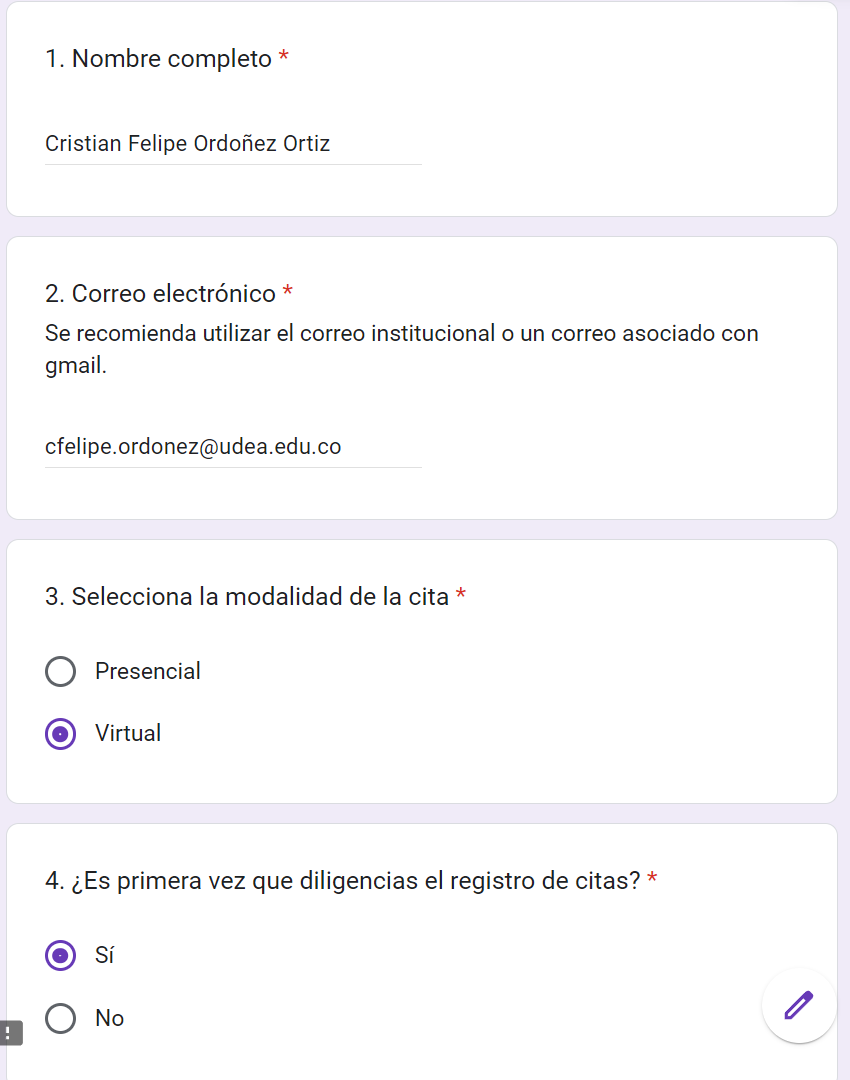 1. Nombre completo *
Cristian Felipe Ordoñez Ortiz
2. Correo electrónico *
Se recomienda utilizar el correo institucional o un correo asociado con
gmail.
cfelipe.ordonez@udea.edu.co
3. Selecciona la modalidad de la cita *
Presencial
Virtual
4. ¿Es primera vez que diligencias el registro de citas? *
Sí
No